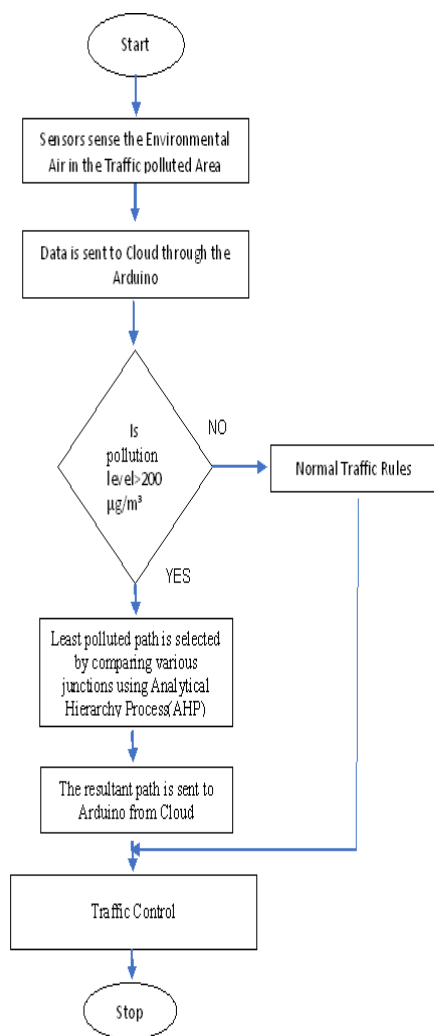 Start
Sensors sense the Environmental
Air in the Traffic polluted Area
Data is sent to Cloud through the
Arduino
Is
pollution
level>200
µg/m³
NO
Normal Traffic Rules
YES
Least polluted path is selected
by comparing various
junctions using Analytical
Hierarchy Process(AHP)
The resultant path is sent to
Arduino from Cloud
Traffic Control
Stop